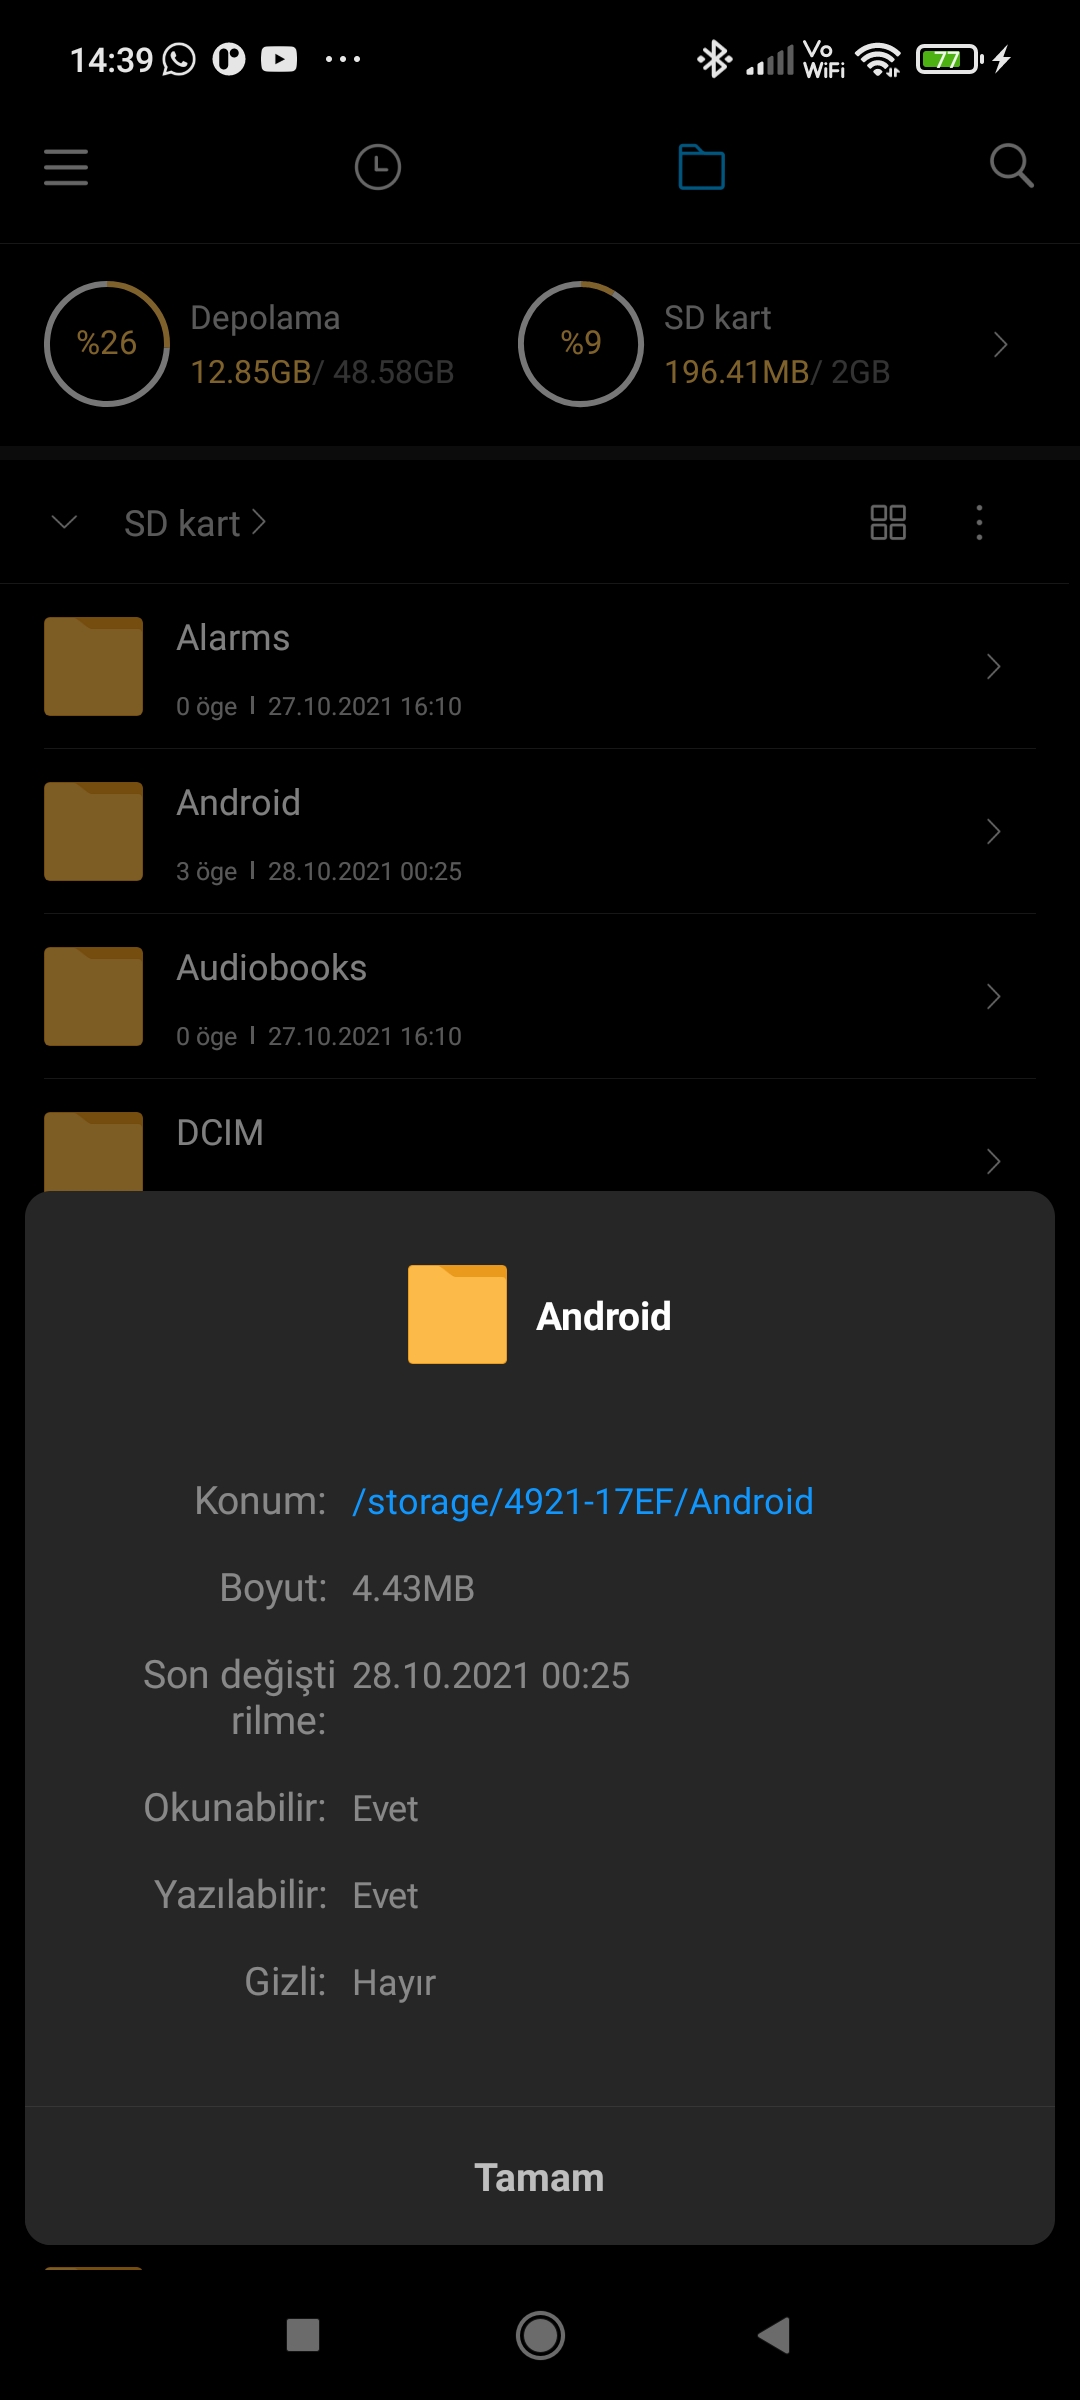 14:39
Vo
WiFi
77
%26
Depolama
12.85GB/ 48.58GB
%9
SD kart
196.41MB/ 2GB
SD kart
Alarms
0 öge | 27.10.2021 16:10
Android
3 öge | 28.10.2021 00:25
Audiobooks
0 öge | 27.10.2021 16:10
DCIM
Android
Konum: /storage/4921-17EF/Android
Boyut: 4.43MB
Son değişti 28.10.2021 00:25
rilme:
Okunabilir: Evet
Yazılabilir: Evet
Gizli: Hayır
Tamam